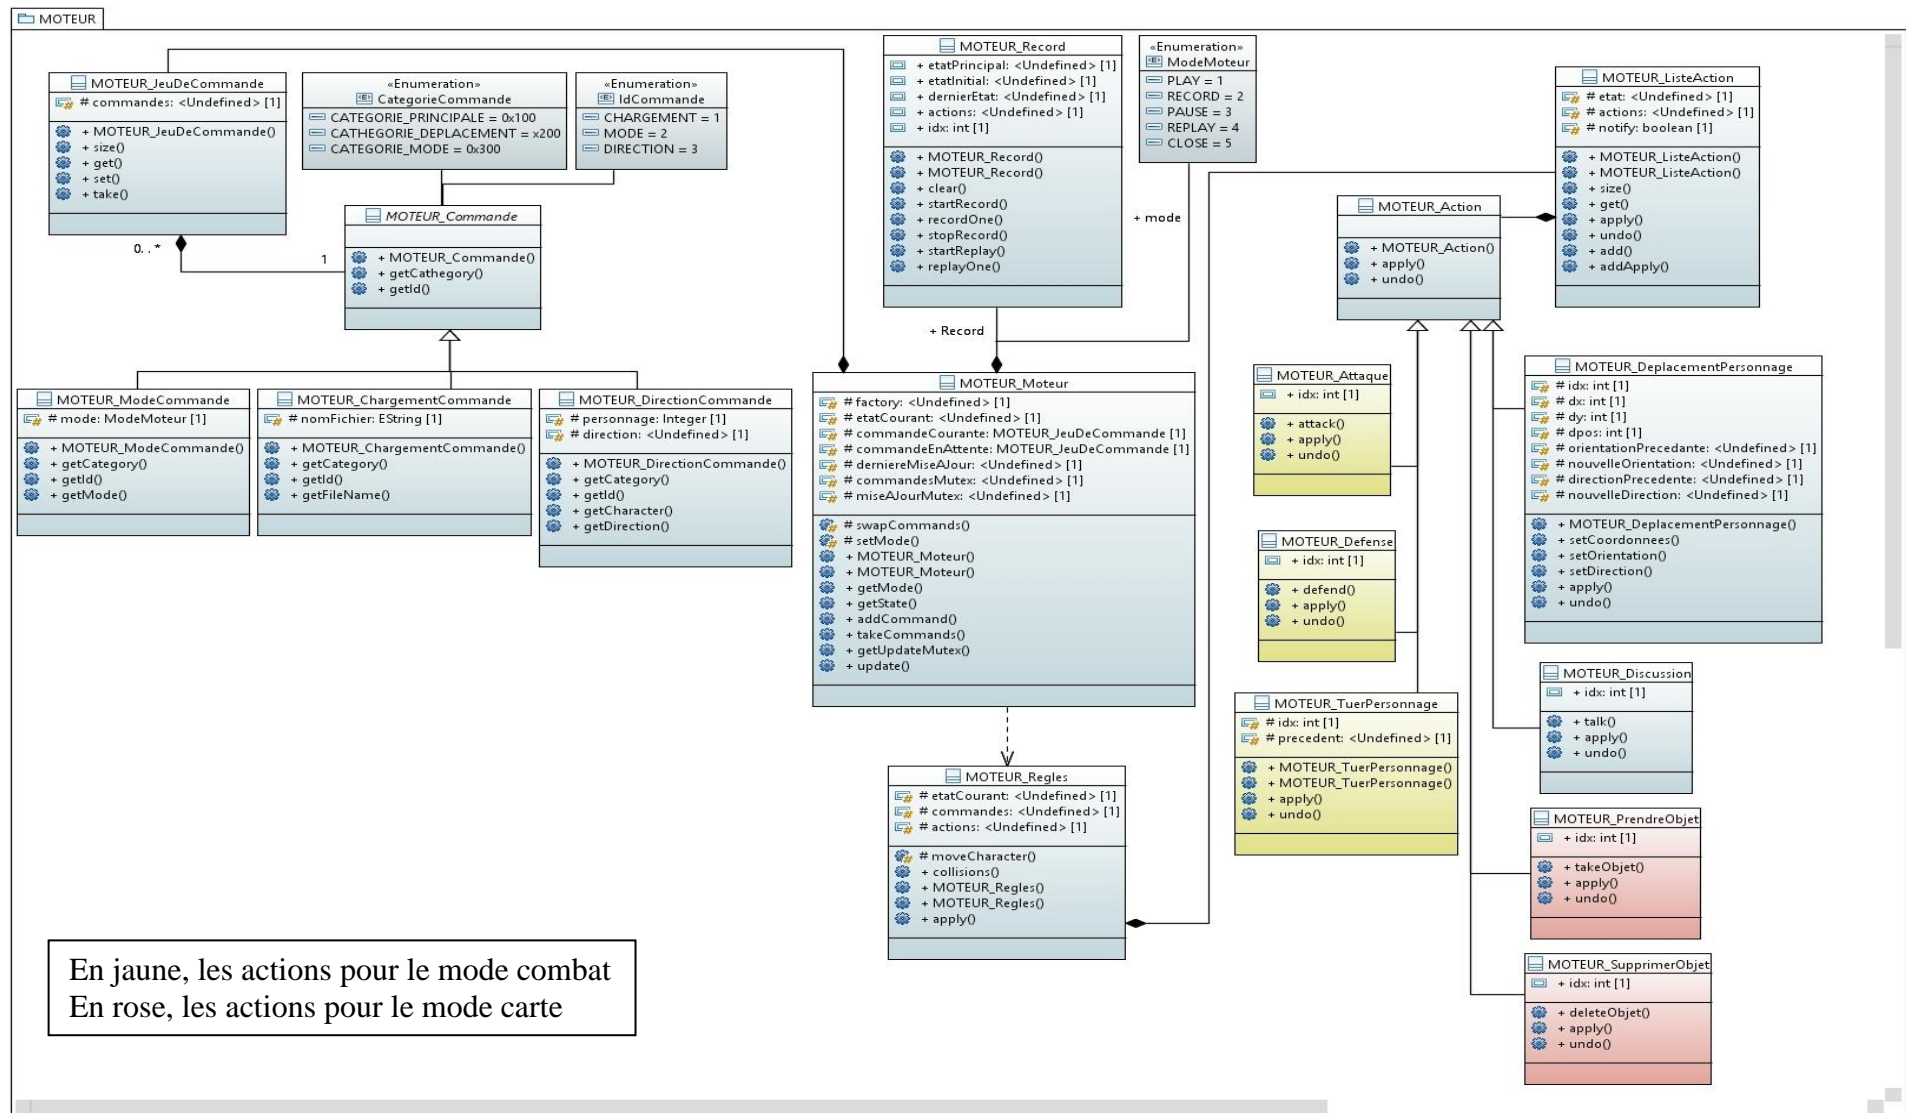 MOTEUR
MOTEUR_JeuDeCommande
# commandes: <Undefined> [1]
+ MOTEUR_JeuDeCommande()
+ size()
+ get()
+ set()
+ take()
«Enumeration»
CategorieCommande
CATEGORIE_PRINCIPALE = 0x100
CATHEGORIE_DEPLACEMENT = x200
CATEGORIE_MODE = 0x300
«Enumeration»
IdCommande
CHARGEMENT = 1
MODE = 2
DIRECTION = 3
MOTEUR_Commande
+ MOTEUR_Commande()
+ getCathegory()
+ getId()
0..*
1
MOTEUR_ModeCommande
# mode: ModeMoteur [1]
+ MOTEUR_ModeCommande()
+ getCategory()
+ getId()
+ getMode()
MOTEUR_ChargementCommande
# nomFichier: EString [1]
+ MOTEUR_ChargementCommande()
+ getCategory()
+ getId()
+ getFileName()
MOTEUR_DirectionCommande
# personnage: Integer [1]
# direction: <Undefined> [1]
+ MOTEUR_DirectionCommande()
+ getCategory()
+ getId()
+ getCharacter()
+ getDirection()
MOTEUR_Record
+ etatPrincipal: <Undefined> [1]
+ etatInitial: <Undefined> [1]
+ dernierEtat: <Undefined> [1]
+ actions: <Undefined> [1]
+ idx: int [1]
+ MOTEUR_Record()
+ MOTEUR_Record()
+ clear()
+ startRecord()
+ recordOne()
+ stopRecord()
+ startReplay()
+ replayOne()
«Enumeration»
ModeMoteur
PLAY = 1
RECORD = 2
PAUSE = 3
REPLAY = 4
CLOSE = 5
+ mode
+ Record
MOTEUR_Moteur
# factory: <Undefined> [1]
# etatCourant: <Undefined> [1]
# commandeCourante: MOTEUR_JeuDeCommande [1]
# commandeEnAttente: MOTEUR_JeuDeCommande [1]
# derniereMiseAJour: <Undefined> [1]
# commandesMutex: <Undefined> [1]
# miseAJourMutex: <Undefined> [1]
# swapCommands()
# setMode()
+ MOTEUR_Moteur()
+ MOTEUR_Moteur()
+ getMode()
+ getState()
+ addCommand()
+ takeCommands()
+ getUpdateMutex()
+ update()
MOTEUR_Regles
# etatCourant: <Undefined> [1]
# commandes: <Undefined> [1]
# actions: <Undefined> [1]
# moveCharacter()
+ collisions()
+ MOTEUR_Regles()
+ MOTEUR_Regles()
+ apply()
MOTEUR_ListeAction
# etat: <Undefined> [1]
# actions: <Undefined> [1]
# notify: boolean [1]
+ MOTEUR_ListeAction()
+ MOTEUR_ListeAction()
+ size()
+ get()
+ apply()
+ undo()
+ add()
+ addApply()
MOTEUR_Action
+ MOTEUR_Action()
+ apply()
+ undo()
MOTEUR_Attaque
+ idx: int [1]
+ attack()
+ apply()
+ undo()
MOTEUR_Defense
+ idx: int [1]
+ defend()
+ apply()
+ undo()
MOTEUR_TuerPersonnage
# idx: int [1]
# precedent: <Undefined> [1]
+ MOTEUR_TuerPersonnage()
+ MOTEUR_TuerPersonnage()
+ apply()
+ undo()
MOTEUR_DeplacementPersonnage
# idx: int [1]
# dx: int [1]
# dy: int [1]
# dpos: int [1]
# orientationPrecedante: <Undefined> [1]
# nouvelleOrientation: <Undefined> [1]
# directionPrecedente: <Undefined> [1]
# nouvelleDirection: <Undefined> [1]
+ MOTEUR_DeplacementPersonnage()
+ setCoordonnees()
+ setOrientation()
+ setDirection()
+ apply()
+ undo()
MOTEUR_Discussion
+ idx: int [1]
+ talk()
+ apply()
+ undo()
MOTEUR_PrendreObjet
+ idx: int [1]
+ takeObjet()
+ apply()
+ undo()
MOTEUR_SupprimerObjet
+ idx: int [1]
+ deleteObjet()
+ apply()
+ undo()
En jaune, les actions pour le mode combat
En rose, les actions pour le mode carte